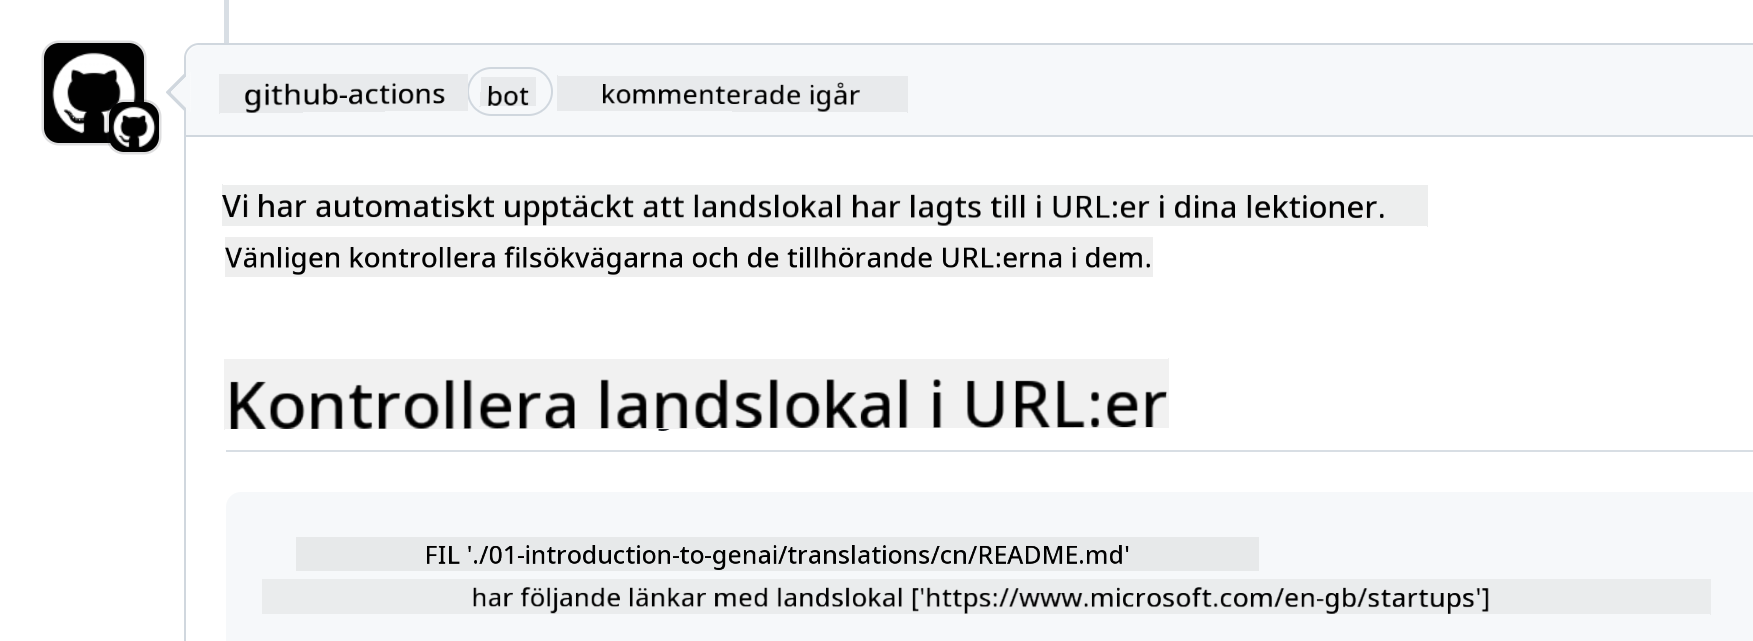 github-actions bot kommenterade igår
Vi har automatiskt upptäckt att landslokal har lagts till i URL:er i dina lektioner.
Vänligen kontrollera filsökvägarna och de tillhörande URL:erna i dem.
Kontrollera landslokal i URL:er
FIL './01-introduction-to-genai/translations/cn/README.md'
har följande länkar med landslokal ['https://www.microsoft.com/en-gb/startups']